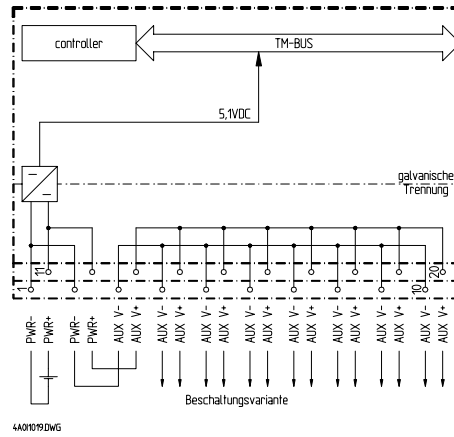 controller
TM-BUS
5,1VDC
galvanische
Trennung
1
11
10
20
PWR-
PWR+
PWR-
PWR+
AUX V-
AUX V+
AUX V-
AUX V+
AUX V-
AUX V+
AUX V-
AUX V+
AUX V-
AUX V+
AUX V-
AUX V+
AUX V-
AUX V+
AUX V-
AUX V+
Beschaltungsvariante
4A0I1019.DWG